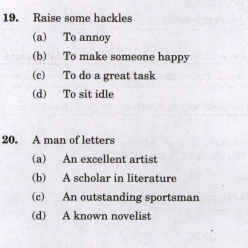 19. Raise some hackles
(a) To annoy
(b) To make someone happy
(c) To do a great task
(d) To sit idle
20. A man of letters
(a) An excellent artist
(b) A scholar in literature
(c) An outstanding sportsman
(d) A known novelist